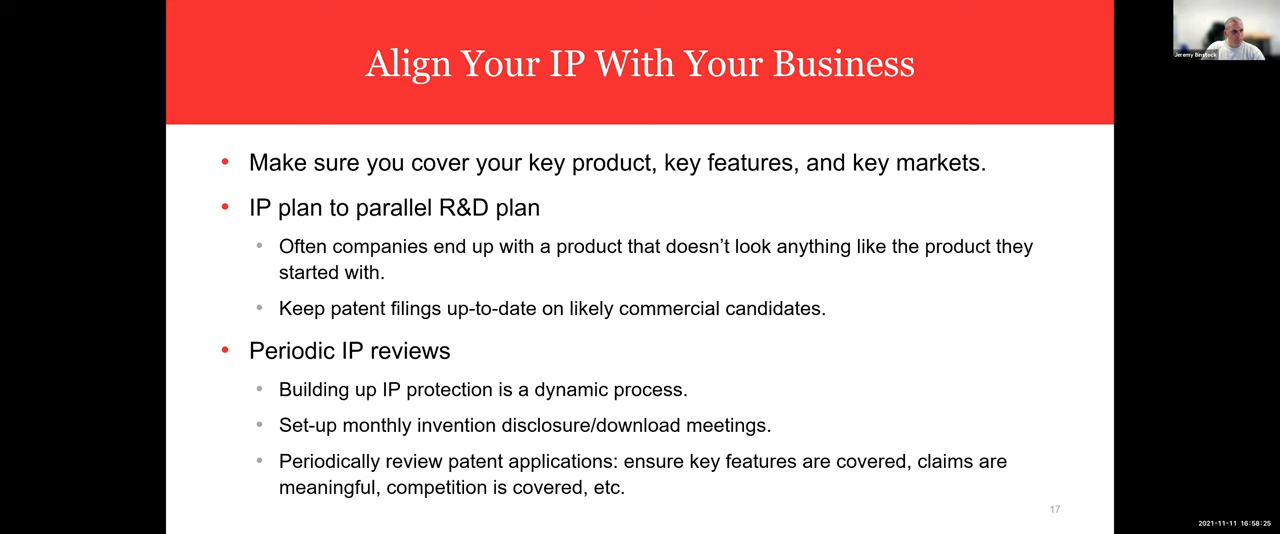 Align Your IP With Your Business
Jeremy Binstock
• Make sure you cover your key product, key features, and key markets.
• IP plan to parallel R&D plan
• Often companies end up with a product that doesn’t look anything like the product they
started with.
• Keep patent filings up-to-date on likely commercial candidates.
• Periodic IP reviews
• Building up IP protection is a dynamic process.
• Set-up monthly invention disclosure/download meetings.
• Periodically review patent applications: ensure key features are covered, claims are
meaningful, competition is covered, etc.
17
2021-11-11 16:58:25